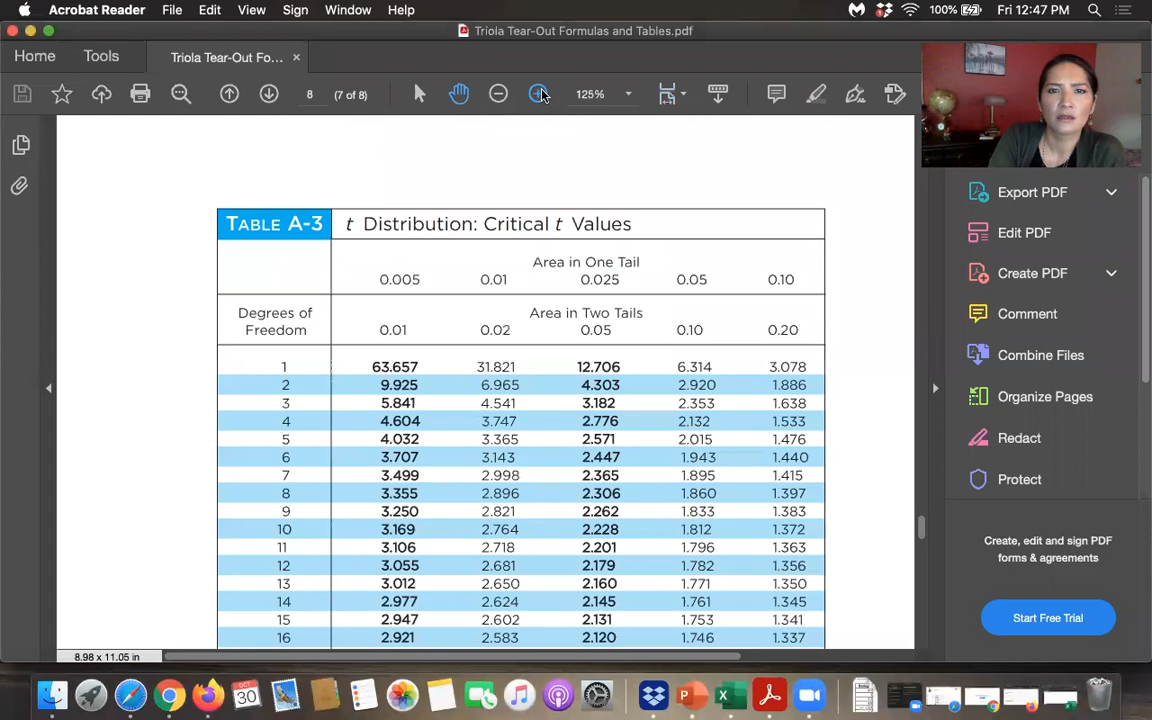 Acrobat Reader File Edit View Sign Window Help 100% Fri 12:47 PM
Triola Tear-Out Formulas and Tables.pdf
Home Tools Triola Tear-Out Fo... ×
8 (7 of 8) 125%
TABLE A-3 t Distribution: Critical t Values
Area in One Tail
0.005 0.01 0.025 0.05 0.10
Degrees of Freedom
Area in Two Tails
0.01 0.02 0.05 0.10 0.20
1 63.657 31.821 12.706 6.314 3.078
2 9.925 6.965 4.303 2.920 1.886
3 5.841 4.541 3.182 2.353 1.638
4 4.604 3.747 2.776 2.132 1.533
5 4.032 3.365 2.571 2.015 1.476
6 3.707 3.143 2.447 1.943 1.440
7 3.499 2.998 2.365 1.895 1.415
8 3.355 2.896 2.306 1.860 1.397
9 3.250 2.821 2.262 1.833 1.383
10 3.169 2.764 2.228 1.812 1.372
11 3.106 2.718 2.201 1.796 1.363
12 3.055 2.681 2.179 1.782 1.356
13 3.012 2.650 2.160 1.771 1.350
14 2.977 2.624 2.145 1.761 1.345
15 2.947 2.602 2.131 1.753 1.341
16 2.921 2.583 2.120 1.746 1.337
8.98 x 11.05 in
Export PDF
Edit PDF
Create PDF
Comment
Combine Files
Organize Pages
Redact
Protect
Create, edit and sign PDF
forms & agreements
Start Free Trial
OCT
30